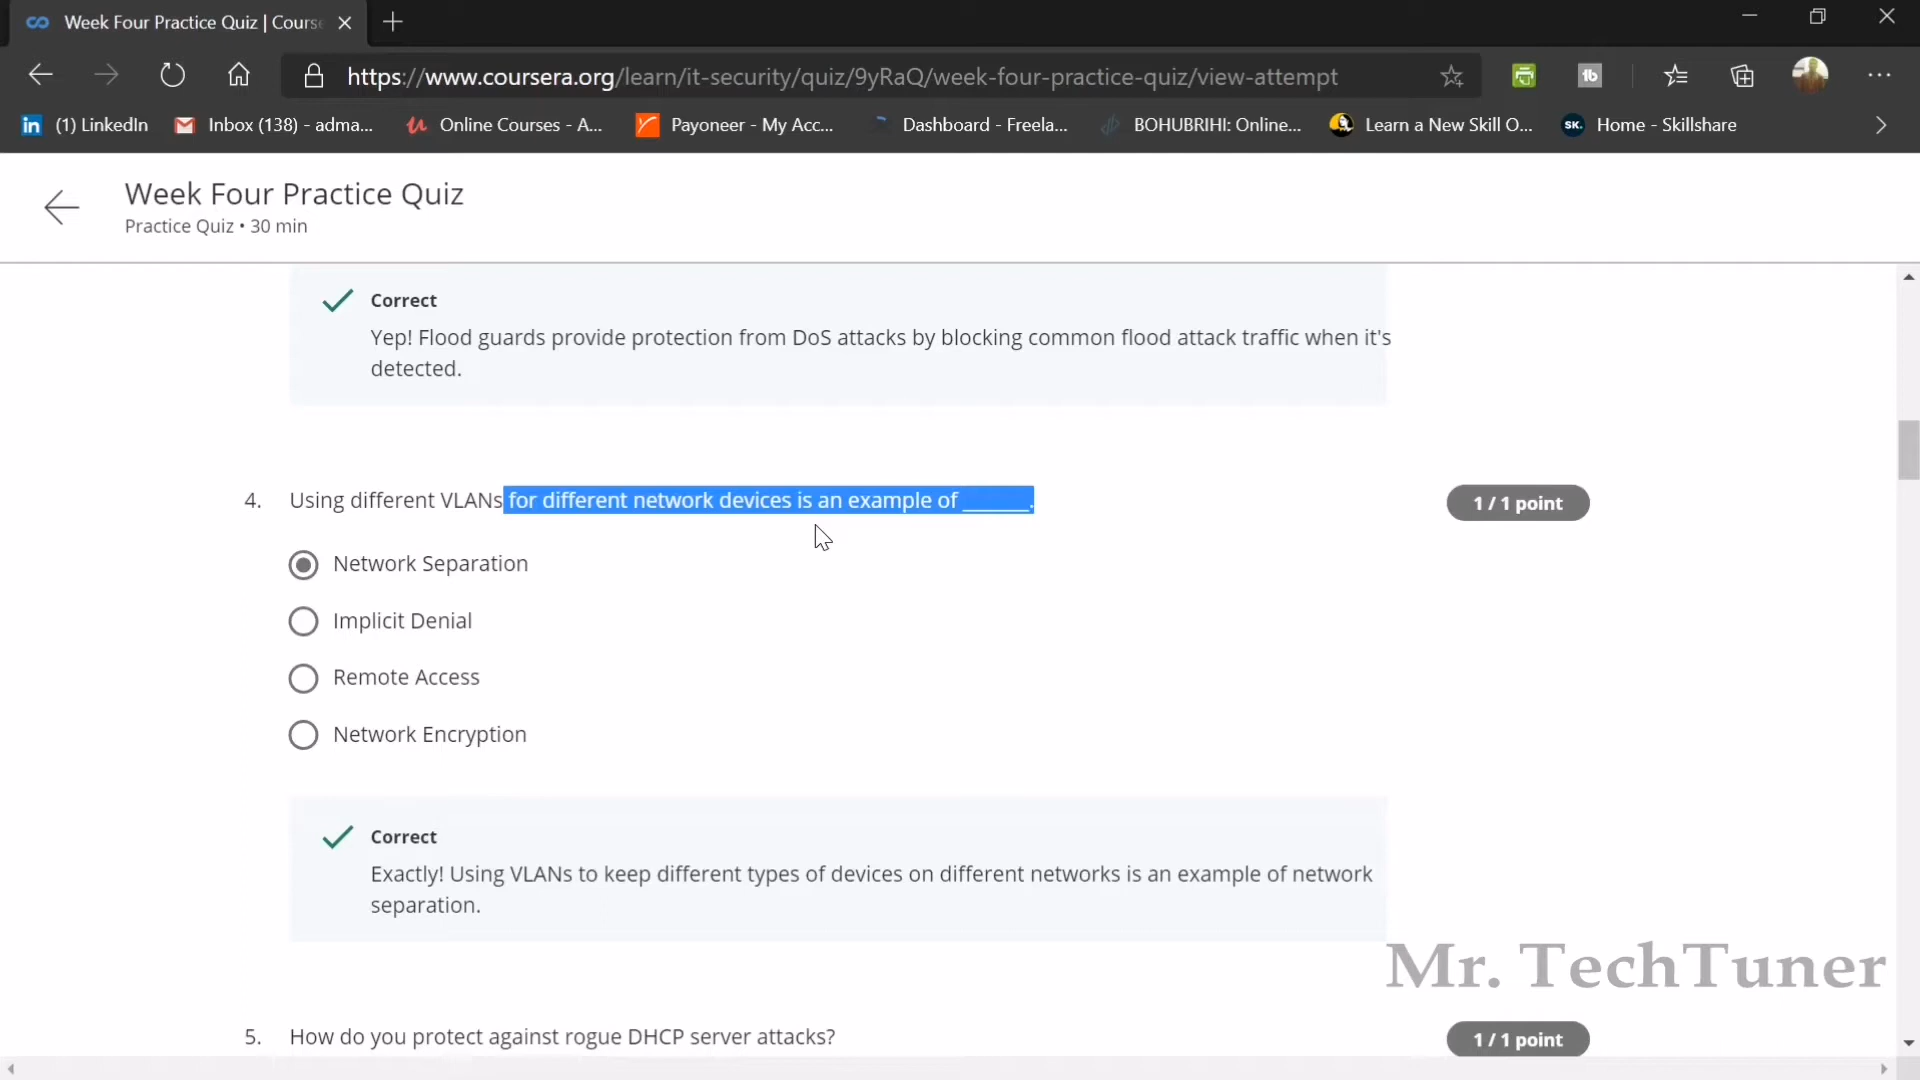 Week Four Practice Quiz | Cours
https://www.coursera.org/learn/it-security/quiz/9yRaQ/week-four-practice-quiz/view-attempt
in (1) LinkedIn Inbox (138) - adma... Online Courses - A... Payoneer - My Acc... Dashboard - Freela... BOHUBRIHI: Online... Learn a New Skill O... SK. Home - Skillshare
Week Four Practice Quiz
Practice Quiz • 30 min
Correct
Yep! Flood guards provide protection from DoS attacks by blocking common flood attack traffic when it's
detected.
4. Using different VLANs for different network devices is an example of ______.
1 / 1 point
Network Separation
Implicit Denial
Remote Access
Network Encryption
Correct
Exactly! Using VLANs to keep different types of devices on different networks is an example of network
separation.
Mr. TechTuner
5. How do you protect against rogue DHCP server attacks?
1 / 1 point